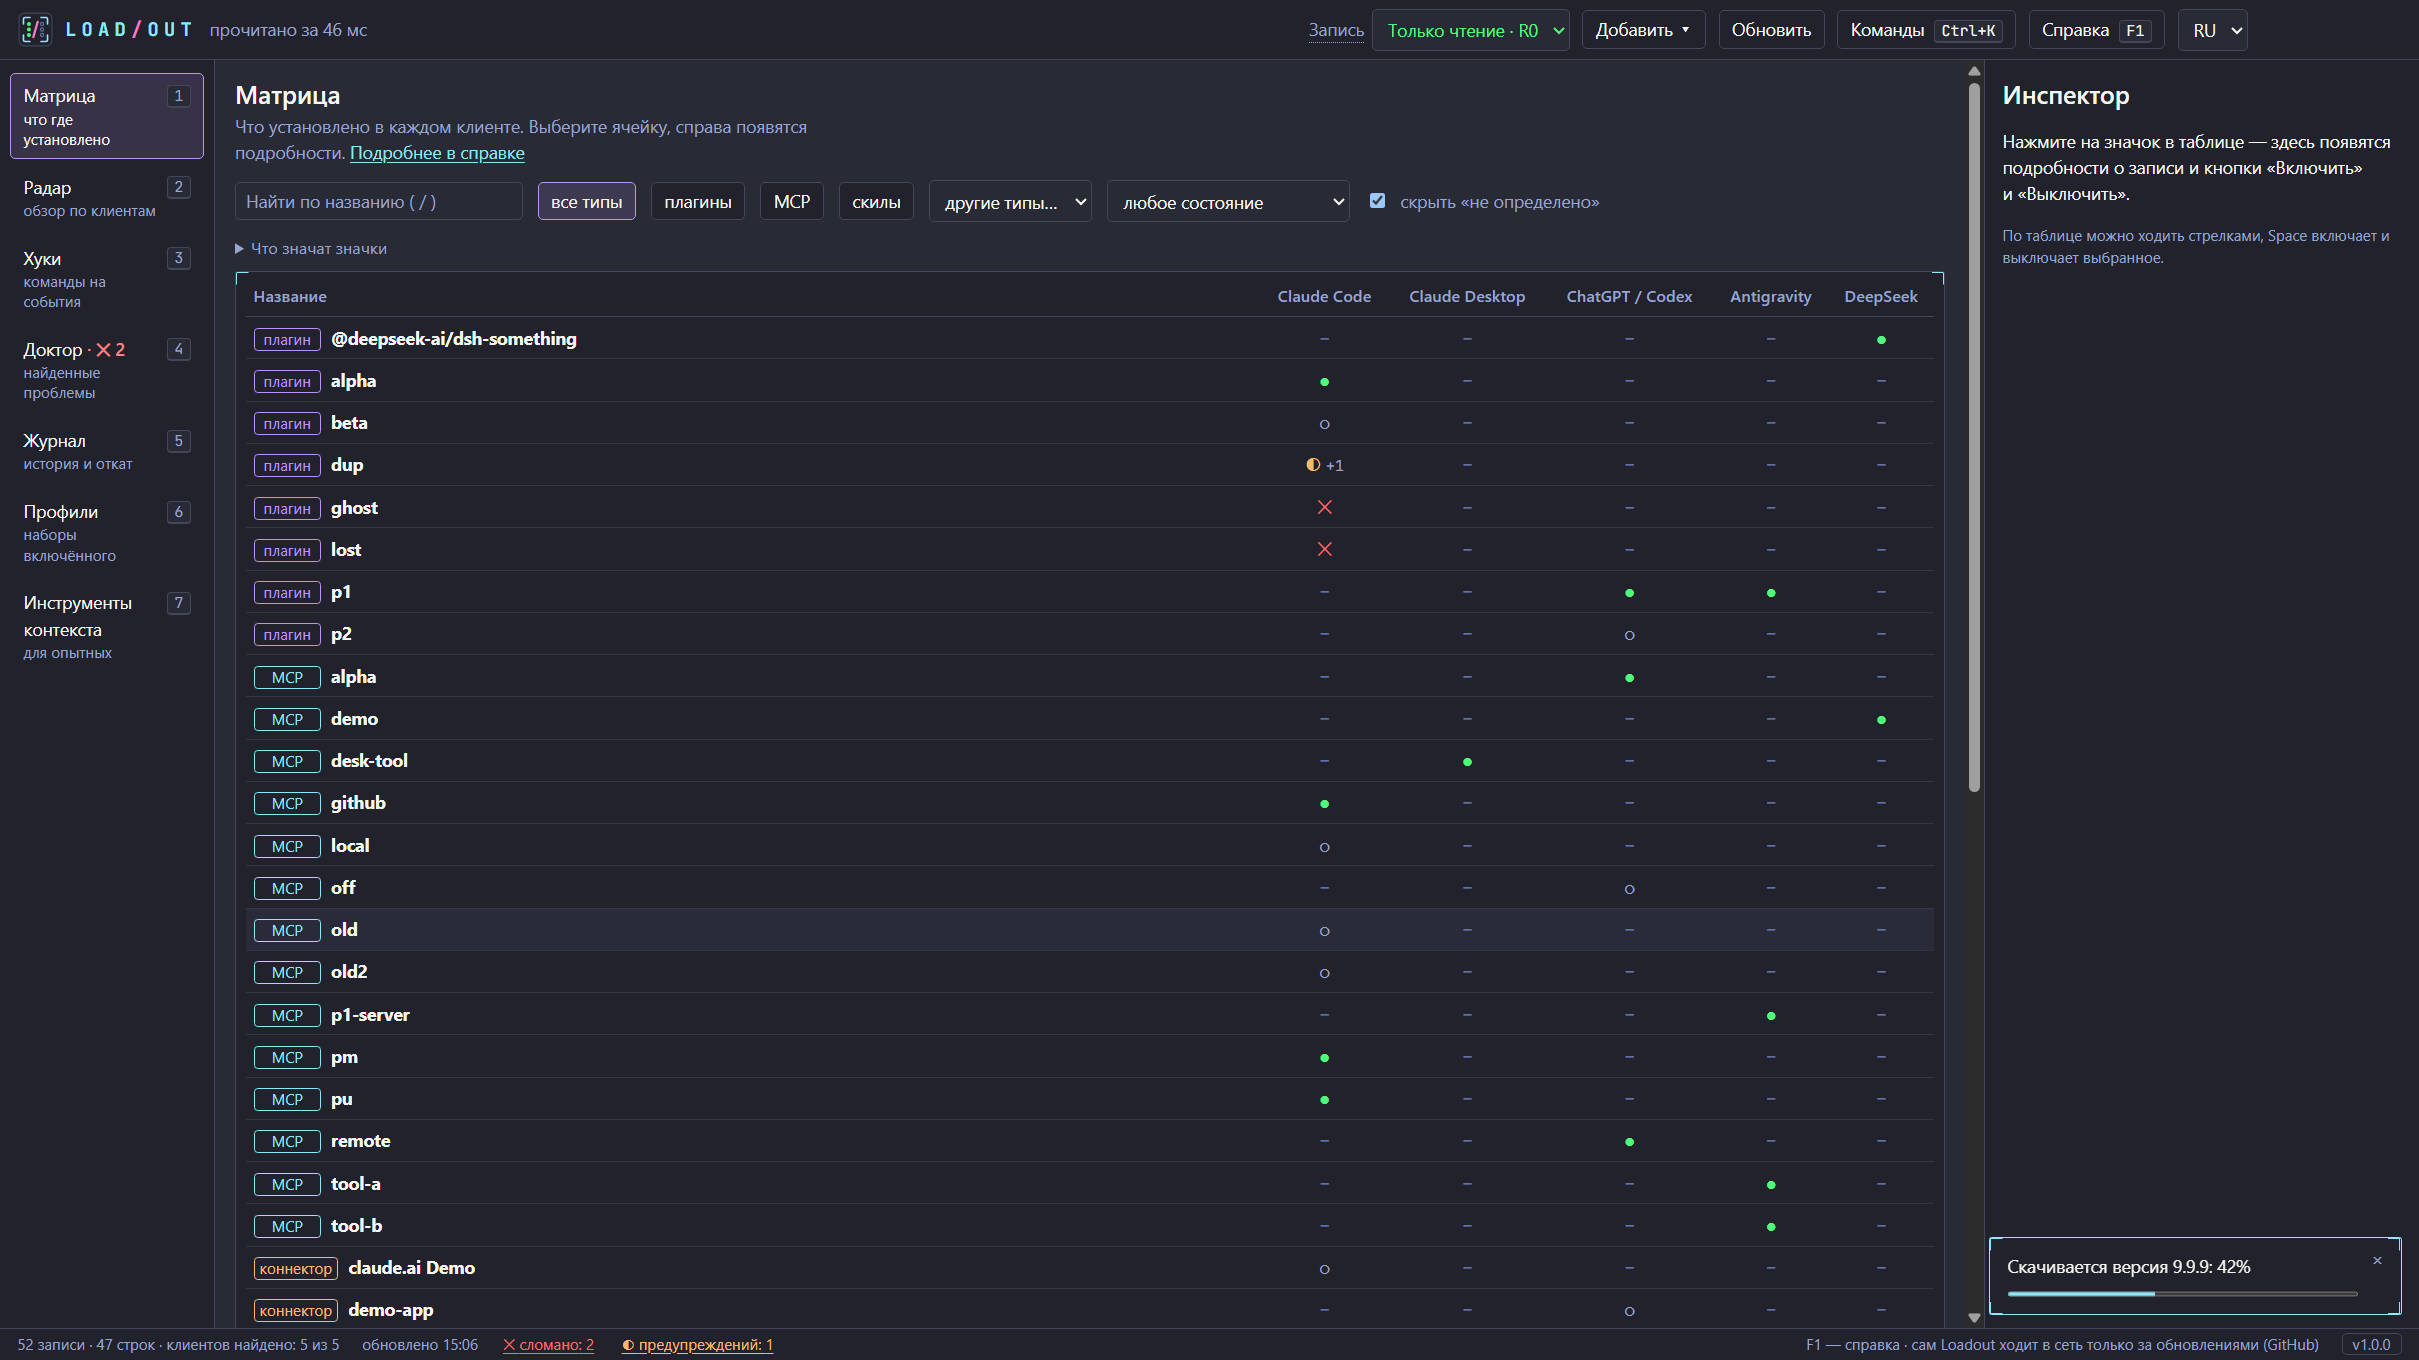 LOAD/OUT прочитано за 46 мс Запись Только чтение · R0 Добавить ▾ Обновить Команды Ctrl+K Справка F1 RU
Матрица 1
что где
установлено
Радар 2
обзор по клиентам
Хуки 3
команды на
события
Доктор · ✕ 2 4
найденные
проблемы
Журнал 5
история и откат
Профили 6
наборы
включённого
Инструменты 7
контекста
для опытных
Матрица
Что установлено в каждом клиенте. Выберите ячейку, справа появятся
подробности. Подробнее в справке
Найти по названию ( / ) все типы плагины MCP скилы другие типы... любое состояние скрыть «не определено»
▶ Что значат значки
Название Claude Code Claude Desktop ChatGPT / Codex Antigravity DeepSeek
плагин @deepseek-ai/dsh-something – – – – ●
плагин alpha ● – – – –
плагин beta ○ – – – –
плагин dup ◐ +1 – – – –
плагин ghost ✕ – – – –
плагин lost ✕ – – – –
плагин p1 – – ● ● –
плагин p2 – – ○ – –
MCP alpha – – ● – –
MCP demo – – – – ●
MCP desk-tool – ● – – –
MCP github ● – – – –
MCP local ○ – – – –
MCP off – – ○ – –
MCP old ○ – – – –
MCP old2 ○ – – – –
MCP p1-server – – – ● –
MCP pm ● – – – –
MCP pu ● – – – –
MCP remote – – ● – –
MCP tool-a – – – ● –
MCP tool-b – – – ● –
коннектор claude.ai Demo ○ – – – –
коннектор demo-app – – ○ – –
Инспектор
Нажмите на значок в таблице — здесь появятся
подробности о записи и кнопки «Включить»
и «Выключить».
По таблице можно ходить стрелками, Space включает и
выключает выбранное.
Скачивается версия 9.9.9: 42% ×
52 записи · 47 строк · клиентов найдено: 5 из 5 обновлено 15:06 ✕ сломано: 2 ◐ предупреждений: 1 F1 — справка · сам Loadout ходит в сеть только за обновлениями (GitHub) v1.0.0